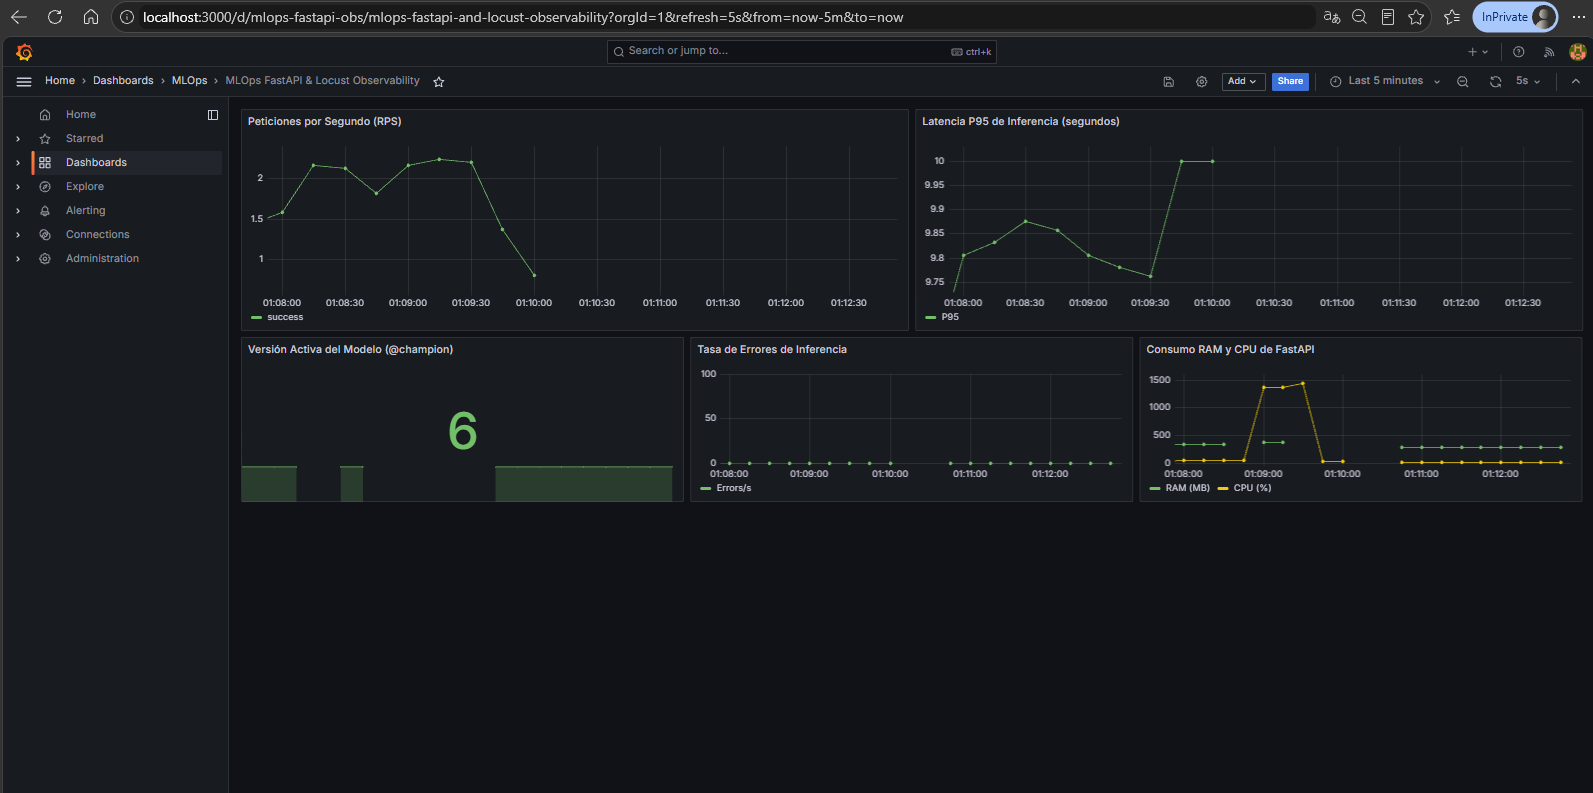 localhost:3000/d/mlops-fastapi-obs/mlops-fastapi-and-locust-observability?orgId=1&refresh=5s&from=now-5m&to=now
InPrivate
Search or jump to...
ctrl+k
Home › Dashboards › MLOps › MLOps FastAPI & Locust Observability
Add
Share
Last 5 minutes
5s
Home
Starred
Dashboards
Explore
Alerting
Connections
Administration
Peticiones por Segundo (RPS)
2
1.5
1
01:08:00 01:08:30 01:09:00 01:09:30 01:10:00 01:10:30 01:11:00 01:11:30 01:12:00 01:12:30
success
Latencia P95 de Inferencia (segundos)
10
9.95
9.9
9.85
9.8
9.75
01:08:00 01:08:30 01:09:00 01:09:30 01:10:00 01:10:30 01:11:00 01:11:30 01:12:00 01:12:30
P95
Versión Activa del Modelo (@champion)
6
Tasa de Errores de Inferencia
100
50
0
01:08:00 01:09:00 01:10:00 01:11:00 01:12:00
Errors/s
Consumo RAM y CPU de FastAPI
1500
1000
500
0
01:08:00 01:09:00 01:10:00 01:11:00 01:12:00
RAM (MB) CPU (%)